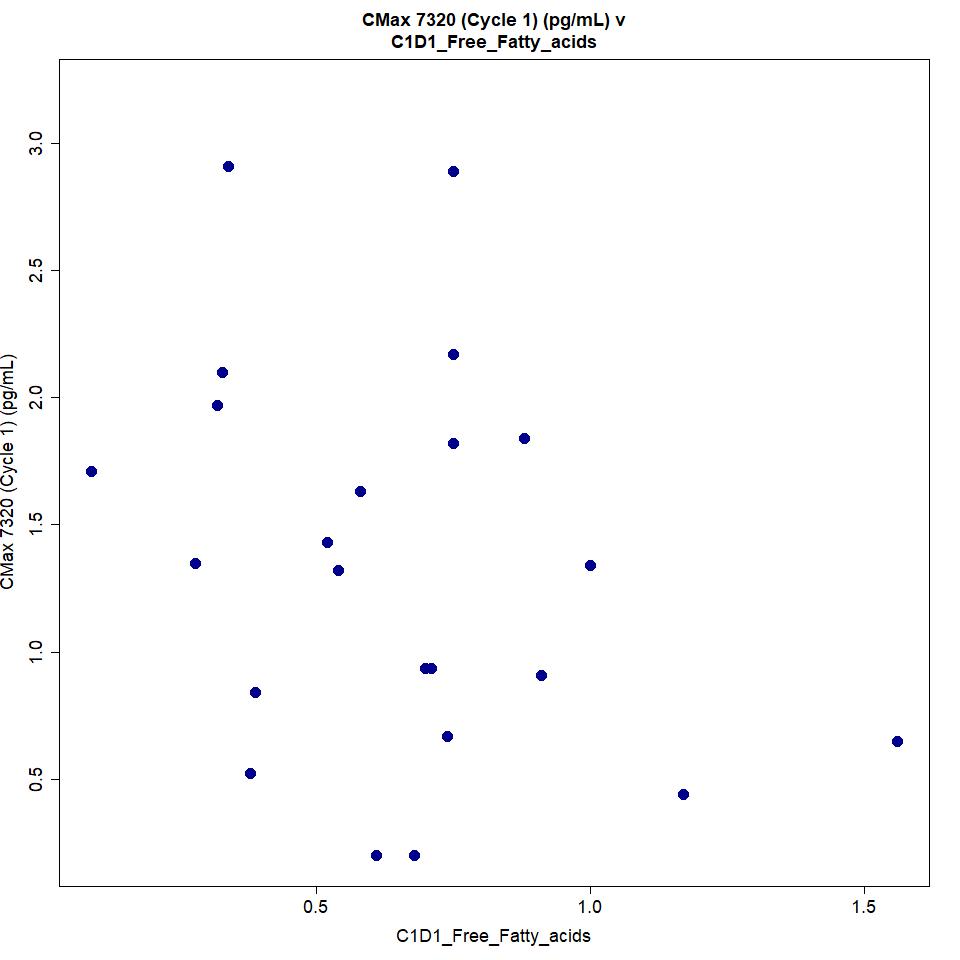 CMax 7320 (Cycle 1) (pg/mL) v
C1D1_Free_Fatty_acids
CMax 7320 (Cycle 1) (pg/mL)
3.0
2.5
2.0
1.5
1.0
0.5
0.5
1.0
1.5
C1D1_Free_Fatty_acids